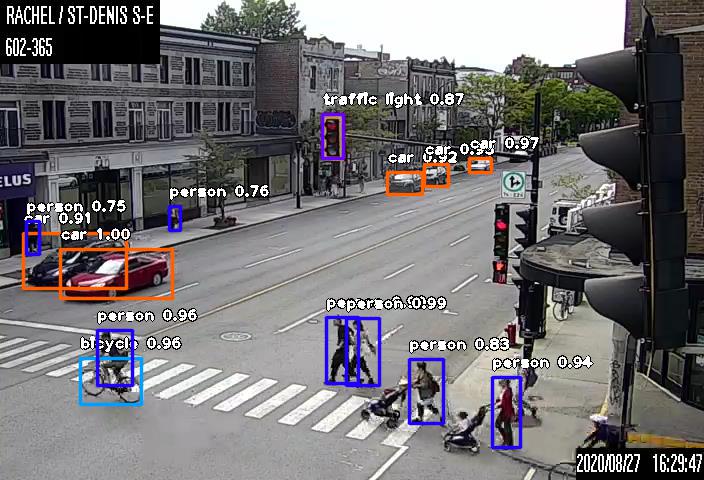 RACHEL / ST-DENIS S-E
602-365
traffic light 0.87
car 0.97
car 0.92
person 0.76
person 0.75
ELUS
car 0.91
car 1.00
person 0.99
person 0.96
bicycle 0.96
person 0.83
person 0.94
2020/08/27 16:29:47